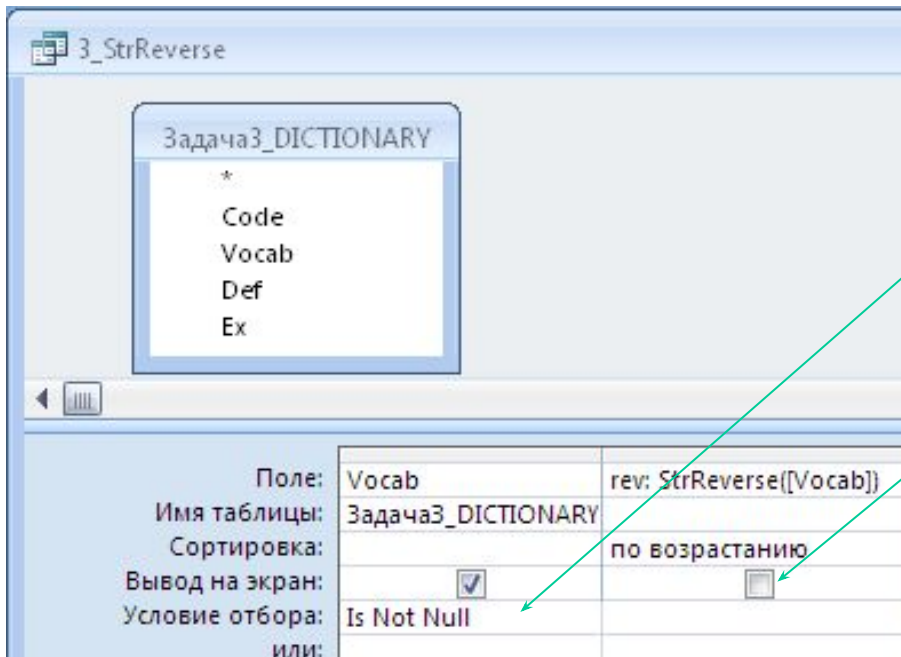 3_StrReverse
Задача3_DICTIONARY
*
Code
Vocab
Def
Ex
Поле: Vocab rev: StrReverse([Vocab])
Имя таблицы: Задача3_DICTIONARY
Сортировка: по возрастанию
Вывод на экран:
Условие отбора: Is Not Null
или: